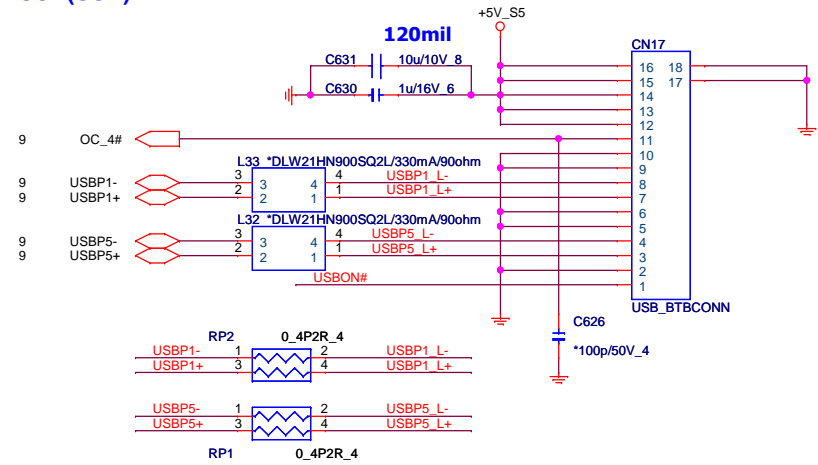 +5V_S5
120mil
CN17
C631 10u/10V_8
16 18
15 17
C630 1u/16V_6
14
13
12
9 OC_4# 11
10
L33 *DLW21HN900SQ2L/330mA/90ohm
9
9 USBP1- 3 3 4 4 USBP1_L- 8
9 USBP1+ 2 2 1 1 USBP1_L+ 7
L32 *DLW21HN900SQ2L/330mA/90ohm
6
5
9 USBP5- 3 3 4 4 USBP5_L- 4
9 USBP5+ 2 2 1 1 USBP5_L+ 3
2
USBON# 1
USB_BTBCONN
C626
*100p/50V_4
RP2 0_4P2R_4
USBP1- 1 2 USBP1_L-
USBP1+ 3 4 USBP1_L+
USBP5- 1 2 USBP5_L-
USBP5+ 3 4 USBP5_L+
RP1 0_4P2R_4